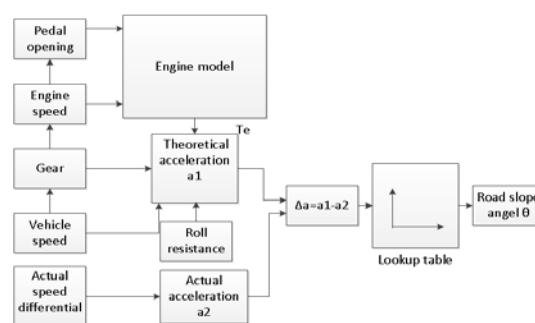 Pedal
opening
Engine model
Engine
speed
Te
Theoretical
acceleration
a1
Gear
Δa=a1-a2
Road slope
angel θ
Vehicle
speed
Roll
resistance
Lookup table
Actual
speed
differential
Actual
acceleration
a2